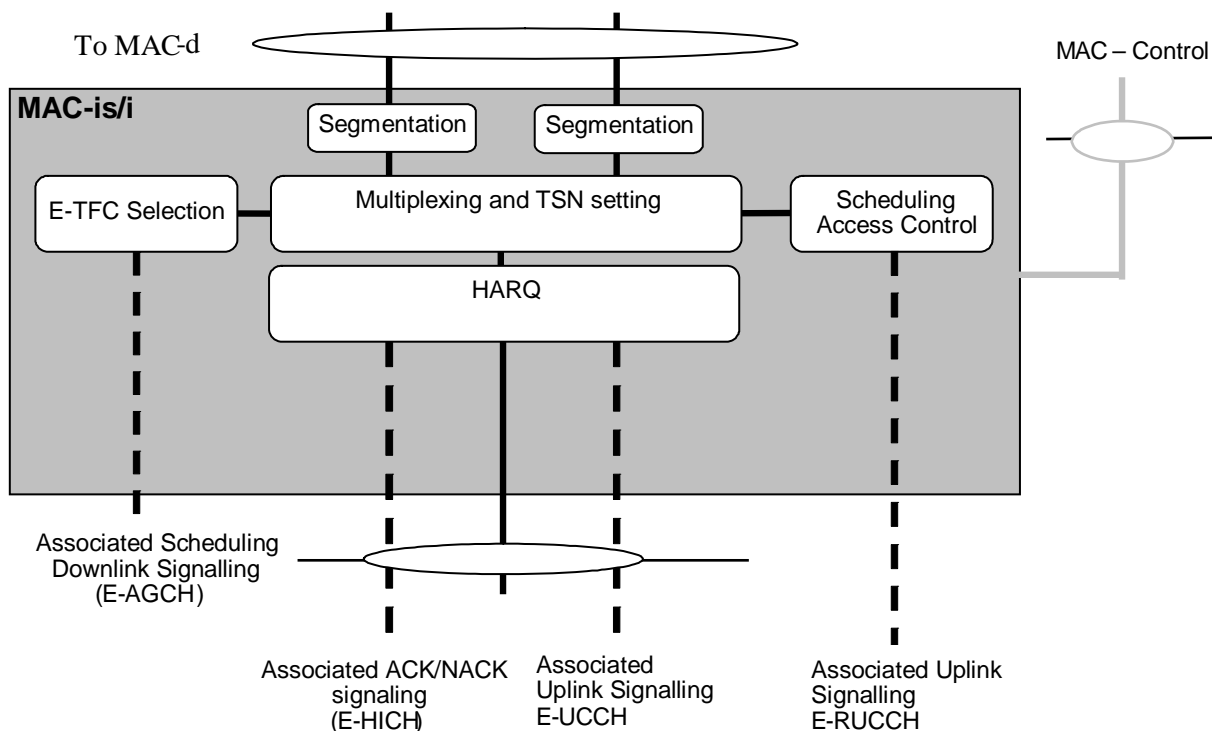 To MAC-d
MAC – Control
MAC-is/i
Segmentation
Segmentation
E-TFC Selection
Multiplexing and TSN setting
Scheduling
Access Control
HARQ
Associated Scheduling
Downlink Signalling
(E-AGCH)
Associated ACK/NACK
signaling
(E-HICH)
Associated
Uplink Signalling
E-UCCH
Associated Uplink
Signalling
E-RUCCH